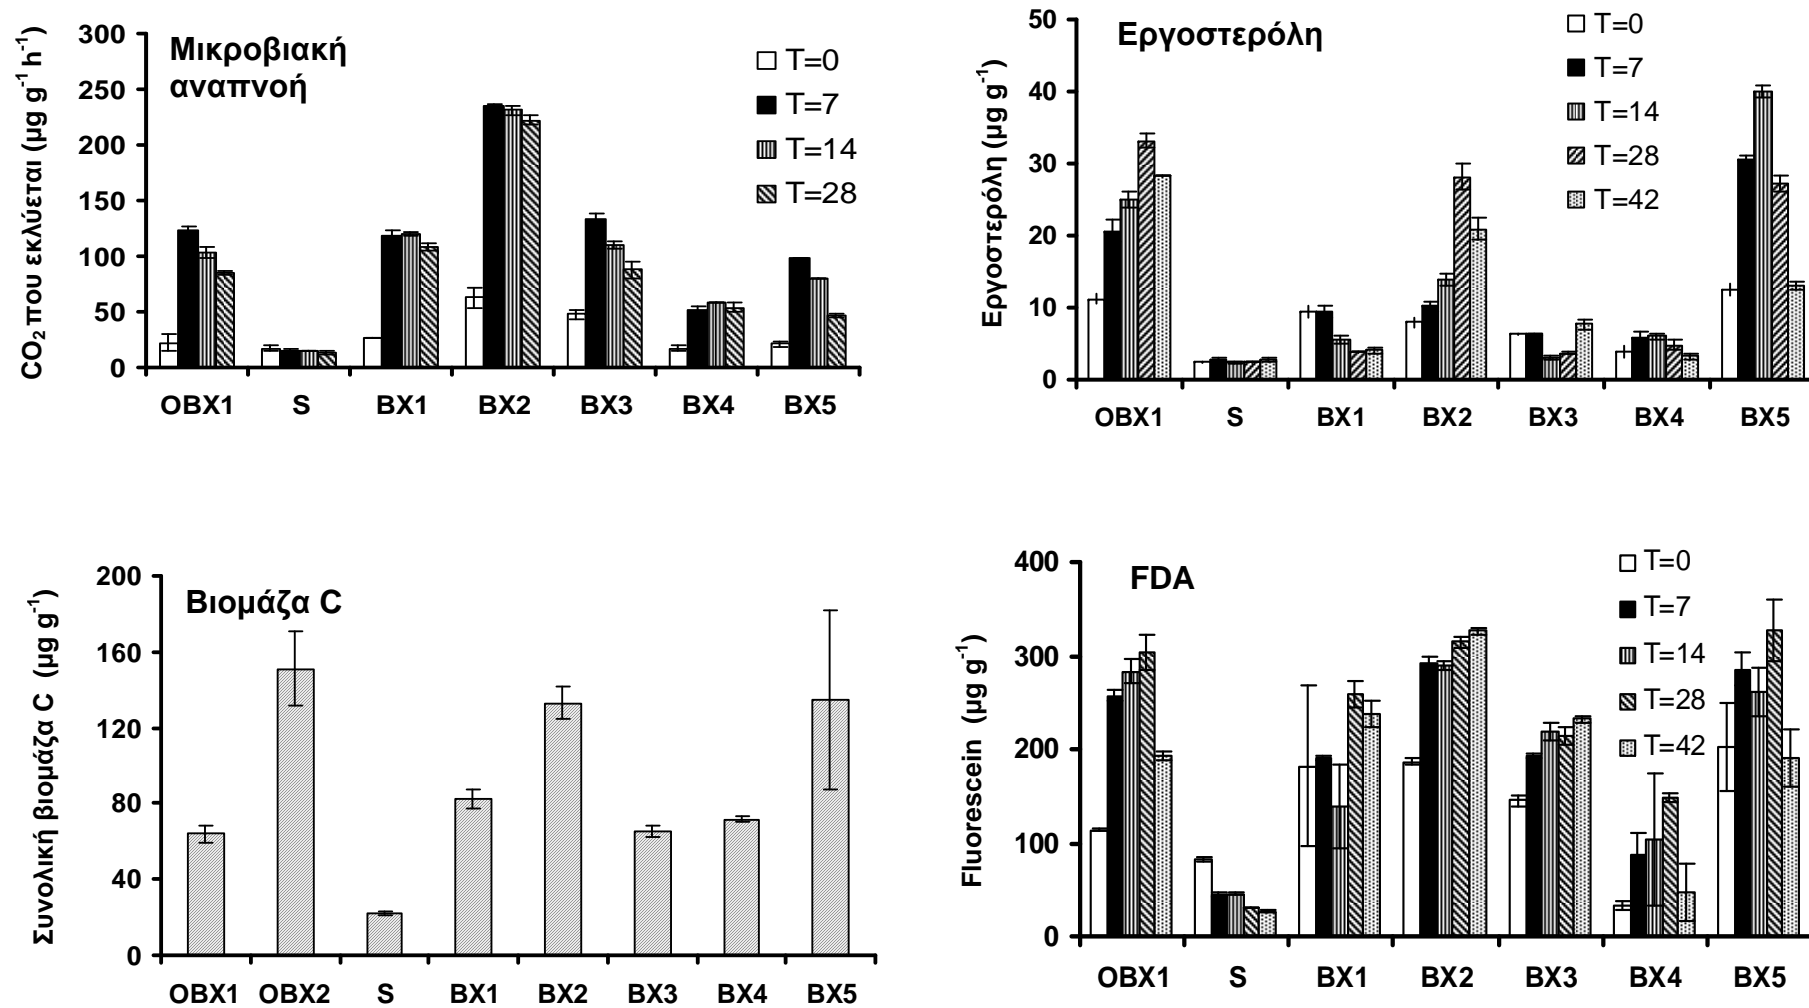 Μικροβιακή
αναπνοή
CO₂ που εκλύεται (μg g⁻¹ h⁻¹)
300
250
200
150
100
50
0
T=0
T=7
T=14
T=28
OBX1 S BX1 BX2 BX3 BX4 BX5
Εργοστερόλη
Εργοστερόλη (μg g⁻¹)
50
40
30
20
10
0
T=0
T=7
T=14
T=28
T=42
OBX1 S BX1 BX2 BX3 BX4 BX5
Βιομάζα C
Συνολική βιομάζα C (μg g⁻¹)
200
160
120
80
40
0
OBX1 OBX2 S BX1 BX2 BX3 BX4 BX5
FDA
Fluorescein (μg g⁻¹)
400
300
200
100
0
T=0
T=7
T=14
T=28
T=42
OBX1 S BX1 BX2 BX3 BX4 BX5